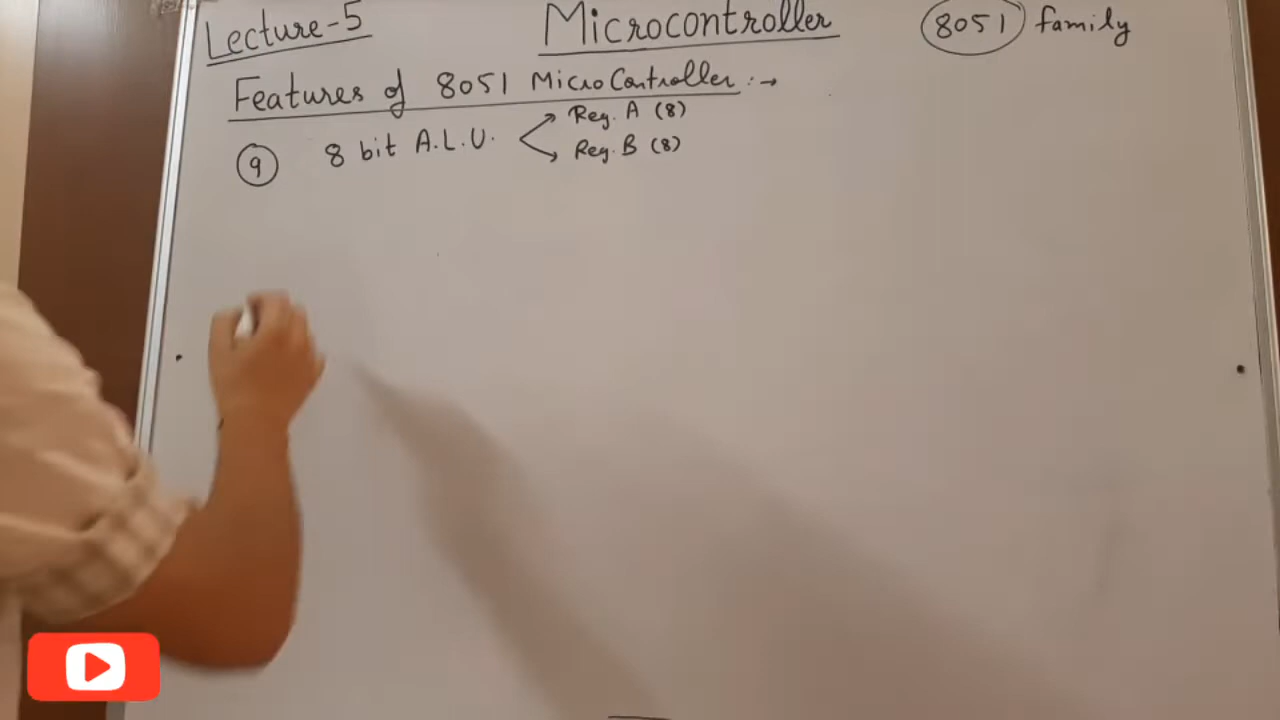 Lecture-5 Microcontroller 8051 family
Features of 8051 MicroController :→
9 8 bit A.L.U. Reg. A (8)
Reg. B (8)